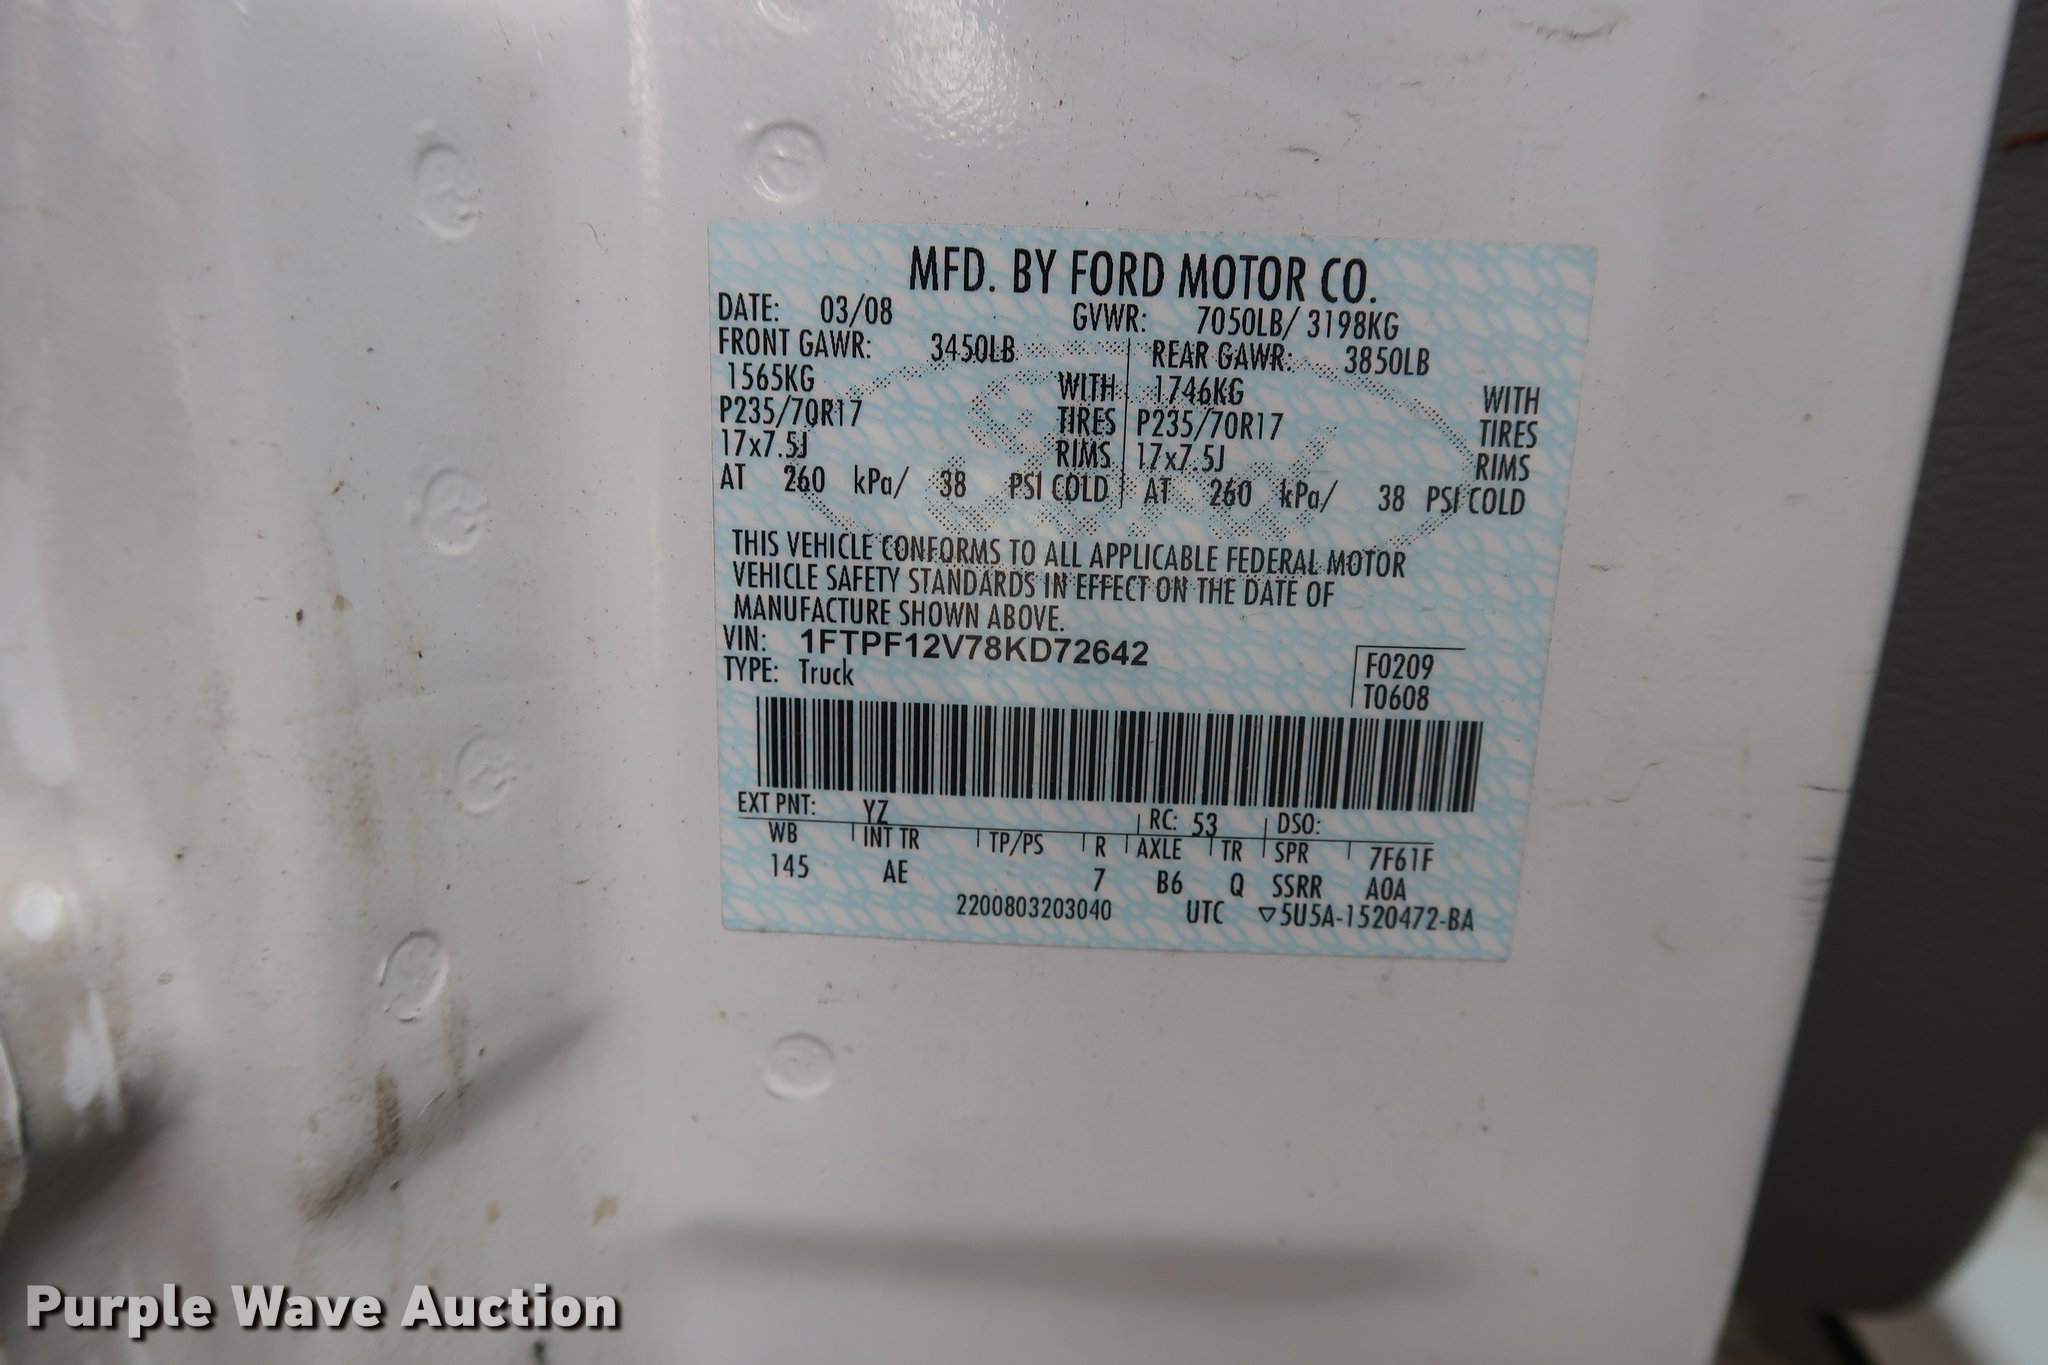 MFD. BY FORD MOTOR CO.
DATE: 03/08 GVWR: 7050LB/ 3198KG
FRONT GAWR: 3450LB REAR GAWR: 3850LB
1565KG WITH 1746KG WITH
P235/70R17 TIRES P235/70R17 TIRES
17x7.5J RIMS 17x7.5J RIMS
AT 260 kPa/ 38 PSI COLD AT 260 kPa/ 38 PSI COLD
THIS VEHICLE CONFORMS TO ALL APPLICABLE FEDERAL MOTOR
VEHICLE SAFETY STANDARDS IN EFFECT ON THE DATE OF
MANUFACTURE SHOWN ABOVE.
VIN: 1FTPF12V78KD72642
TYPE: Truck F0209
T0608
EXT PNT: YZ RC: 53 DSO:
WB INT TR TP/PS R AXLE TR SPR 7F61F
145 AE 7 B6 Q SSRR A0A
2200803203040 UTC ▽5U5A-1520472-BA
Purple Wave Auction